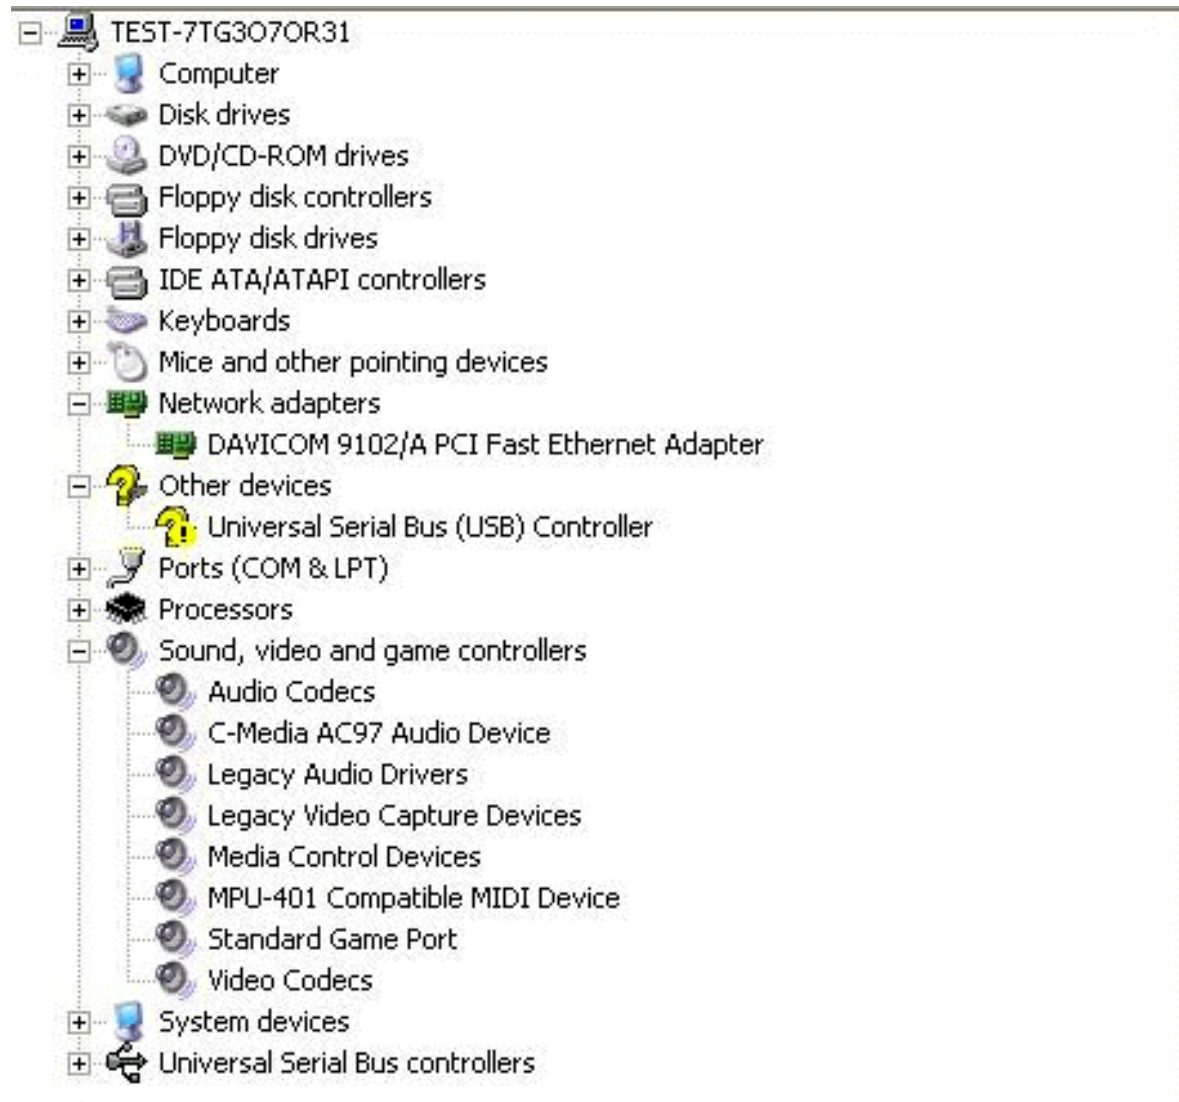 TEST-7TG3O7OR31
Computer
Disk drives
DVD/CD-ROM drives
Floppy disk controllers
Floppy disk drives
IDE ATA/ATAPI controllers
Keyboards
Mice and other pointing devices
Network adapters
DAVICOM 9102/A PCI Fast Ethernet Adapter
Other devices
Universal Serial Bus (USB) Controller
Ports (COM & LPT)
Processors
Sound, video and game controllers
Audio Codecs
C-Media AC97 Audio Device
Legacy Audio Drivers
Legacy Video Capture Devices
Media Control Devices
MPU-401 Compatible MIDI Device
Standard Game Port
Video Codecs
System devices
Universal Serial Bus controllers